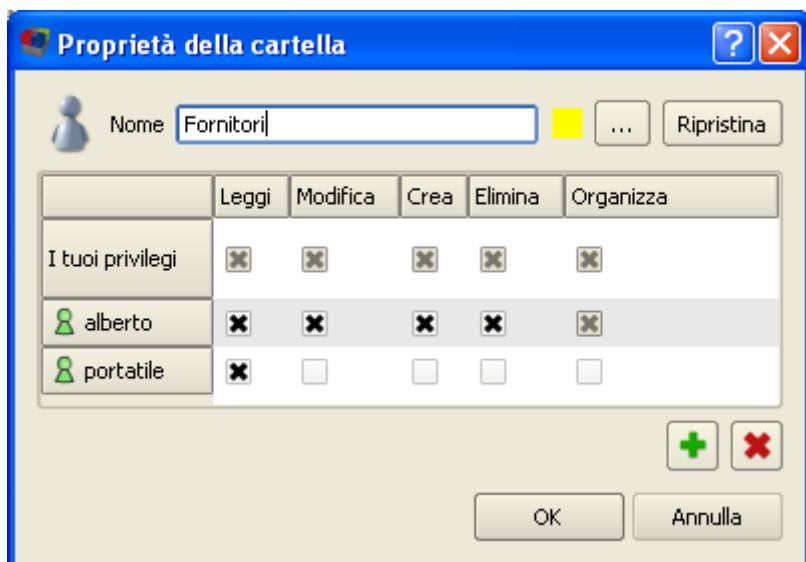 Proprietà della cartella
Nome Fornitori ... Ripristina
Leggi Modifica Crea Elimina Organizza
I tuoi privilegi
alberto
portatile
OK Annulla